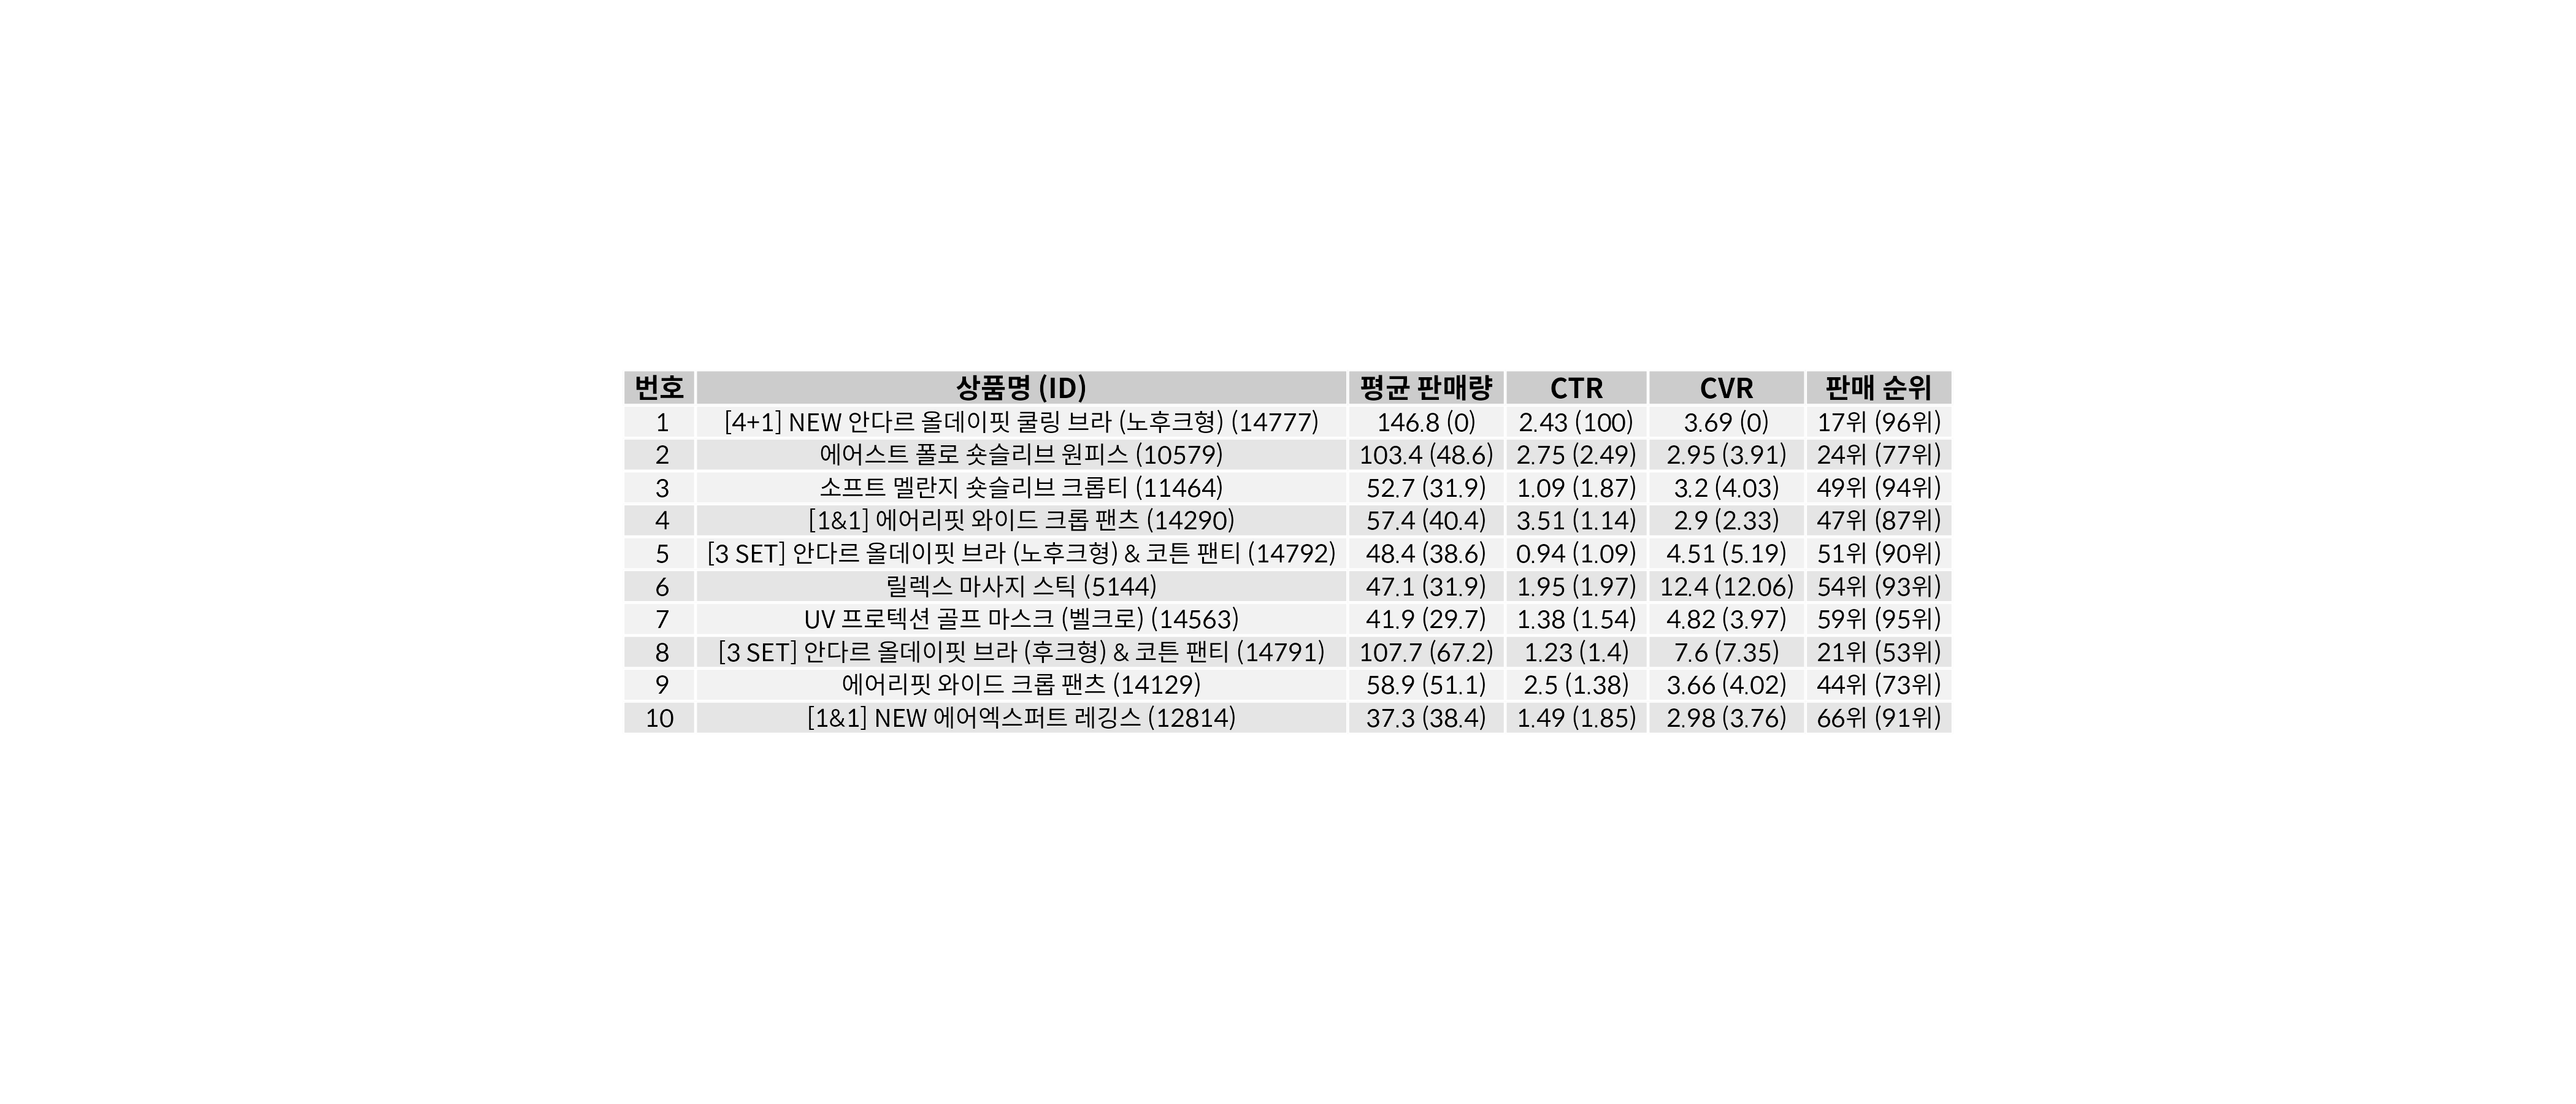 번호 상품명 (ID) 평균 판매량 CTR CVR 판매 순위
1 [4+1] NEW 안다르 올데이핏 쿨링 브라 (노후크형) (14777) 146.8 (0) 2.43 (100) 3.69 (0) 17위 (96위)
2 에어스트 폴로 숏슬리브 원피스 (10579) 103.4 (48.6) 2.75 (2.49) 2.95 (3.91) 24위 (77위)
3 소프트 멜란지 숏슬리브 크롭티 (11464) 52.7 (31.9) 1.09 (1.87) 3.2 (4.03) 49위 (94위)
4 [1&1] 에어리핏 와이드 크롭 팬츠 (14290) 57.4 (40.4) 3.51 (1.14) 2.9 (2.33) 47위 (87위)
5 [3 SET] 안다르 올데이핏 브라 (노후크형) & 코튼 팬티 (14792) 48.4 (38.6) 0.94 (1.09) 4.51 (5.19) 51위 (90위)
6 릴렉스 마사지 스틱 (5144) 47.1 (31.9) 1.95 (1.97) 12.4 (12.06) 54위 (93위)
7 UV 프로텍션 골프 마스크 (벨크로) (14563) 41.9 (29.7) 1.38 (1.54) 4.82 (3.97) 59위 (95위)
8 [3 SET] 안다르 올데이핏 브라 (후크형) & 코튼 팬티 (14791) 107.7 (67.2) 1.23 (1.4) 7.6 (7.35) 21위 (53위)
9 에어리핏 와이드 크롭 팬츠 (14129) 58.9 (51.1) 2.5 (1.38) 3.66 (4.02) 44위 (73위)
10 [1&1] NEW 에어엑스퍼트 레깅스 (12814) 37.3 (38.4) 1.49 (1.85) 2.98 (3.76) 66위 (91위)